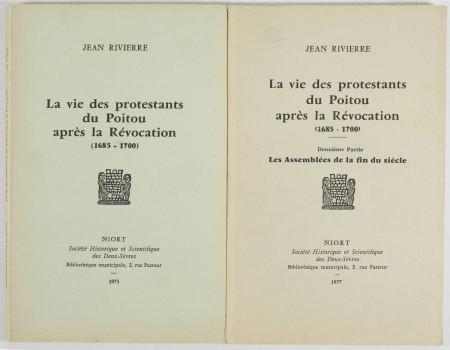 JEAN RIVIERRE
La vie des protestants
du Poitou
après la Révocation
(1685 - 1700)
NIORT
Société Historique et Scientifique
des Deux-Sèvres
Bibliothèque municipale, 2, rue Pasteur
1973
JEAN RIVIERRE
La vie des protestants
du Poitou
après la Révocation
(1685 - 1700)
Deuxième Partie
Les Assemblées de la fin du siècle
NIORT
Société Historique et Scientifique
des Deux-Sèvres
Bibliothèque municipale, 2, rue Pasteur
1977